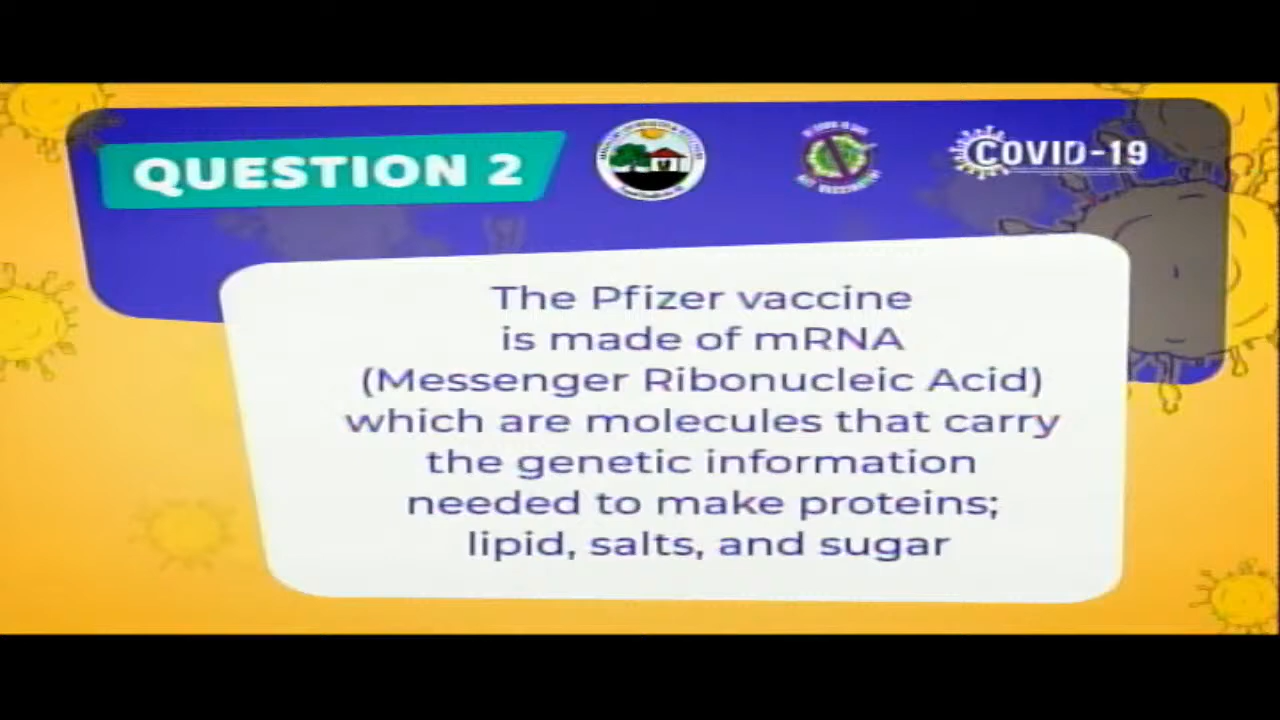 QUESTION 2
COVID-19
The Pfizer vaccine
is made of mRNA
(Messenger Ribonucleic Acid)
which are molecules that carry
the genetic information
needed to make proteins;
lipid, salts, and sugar